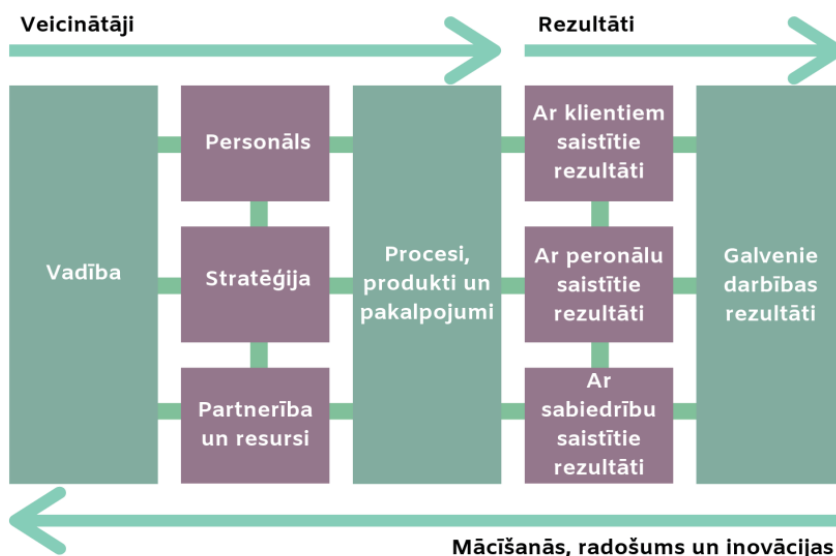 Veicinātāji
Rezultāti
Vadība
Personāls
Stratēģija
Partnerība
un resursi
Procesi,
produkti un
pakalpojumi
Ar klientiem
saistītie
rezultāti
Ar peronālu
saistītie
rezultāti
Ar
sabiedrību
saistītie
rezultāti
Galvenie
darbības
rezultāti
Mācīšanās, radošums un inovācijas